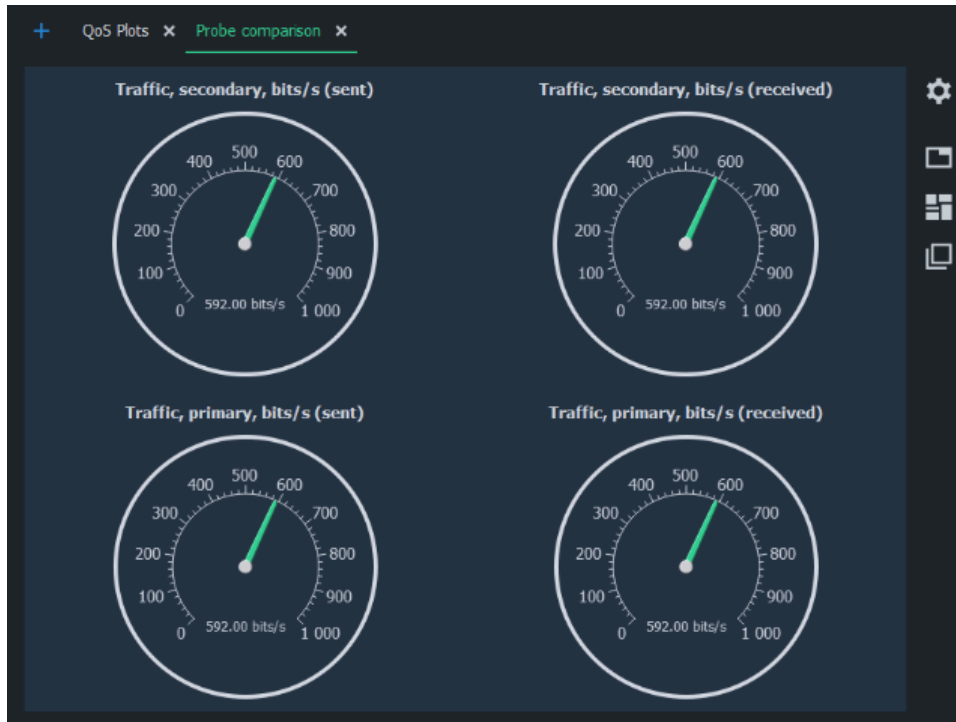 + QoS Plots × Probe comparison ×
Traffic, secondary, bits/s (sent)
500
400 600
300 700
200 800
100 900
0 592.00 bits/s 1 000
Traffic, secondary, bits/s (received)
500
400 600
300 700
200 800
100 900
0 592.00 bits/s 1 000
Traffic, primary, bits/s (sent)
500
400 600
300 700
200 800
100 900
0 592.00 bits/s 1 000
Traffic, primary, bits/s (received)
500
400 600
300 700
200 800
100 900
0 592.00 bits/s 1 000